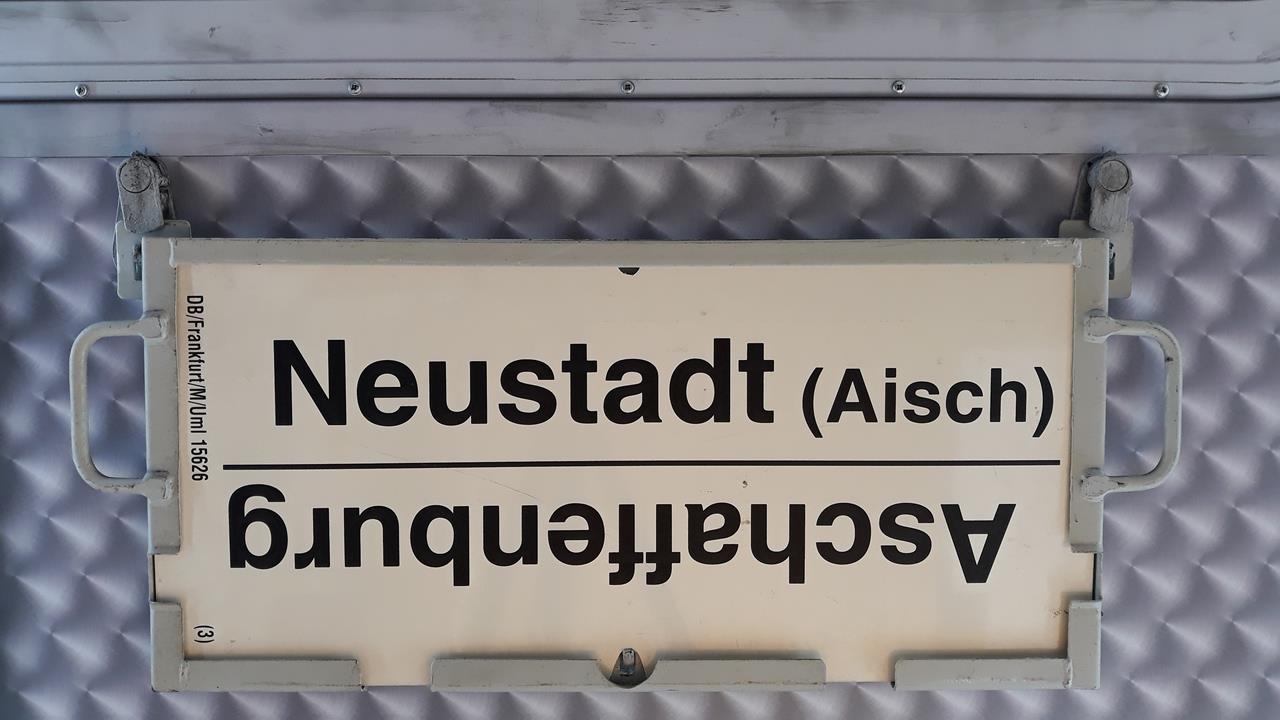 Neustadt (Aisch)
Aschaffenburg
DB/Frankfurt/M/Uml 15626
(3)